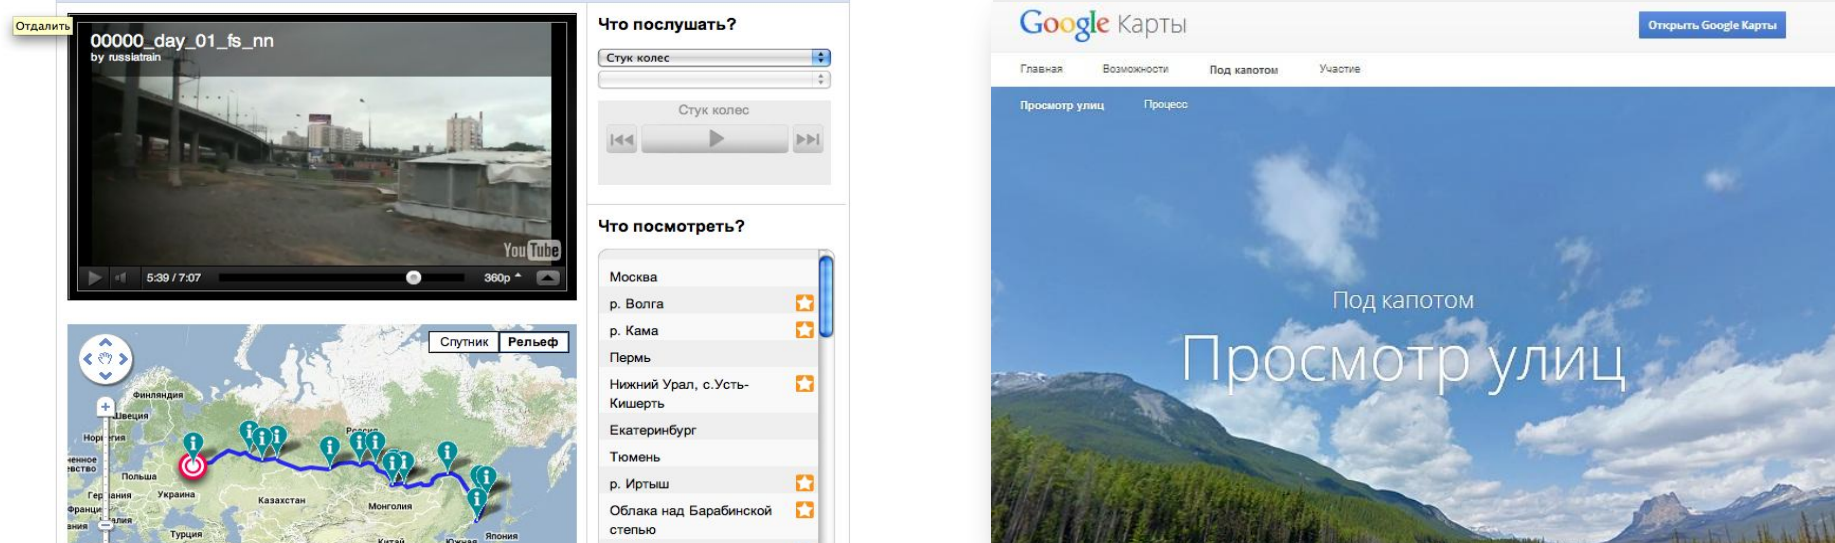 Отдалить
00000_day_01_fs_nn
by russiatrain
YouTube
5:39 / 7:07
360p
Спутник
Рельеф
Финляндия
Швеция
Россия
Польша
Украина
Казахстан
Монголия
Турция
Китай
Южная
Япония
Что послушать?
Стук колес
Стук колес
Что посмотреть?
Москва
р. Волга
р. Кама
Пермь
Нижний Урал, с.Усть-
Кишерть
Екатеринбург
Тюмень
р. Иртыш
Облака над Барабинской
степью
Google Карты
Открыть Google Карты
Главная
Возможности
Под капотом
Участие
Просмотр улиц
Процесс
Под капотом
Просмотр улиц